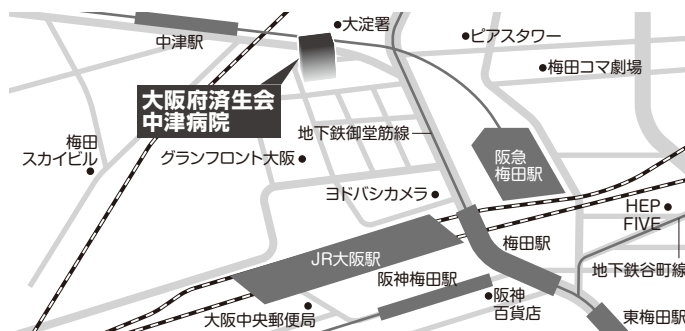 大淀署
中津駅
ピアスタワー
梅田コマ劇場
大阪府済生会
中津病院
地下鉄御堂筋線
梅田
スカイビル
グランフロント大阪
阪急
梅田駅
ヨドバシカメラ
HEP
FIVE
梅田駅
JR大阪駅
阪神梅田駅
地下鉄谷町線
阪神
百貨店
大阪中央郵便局
東梅田駅